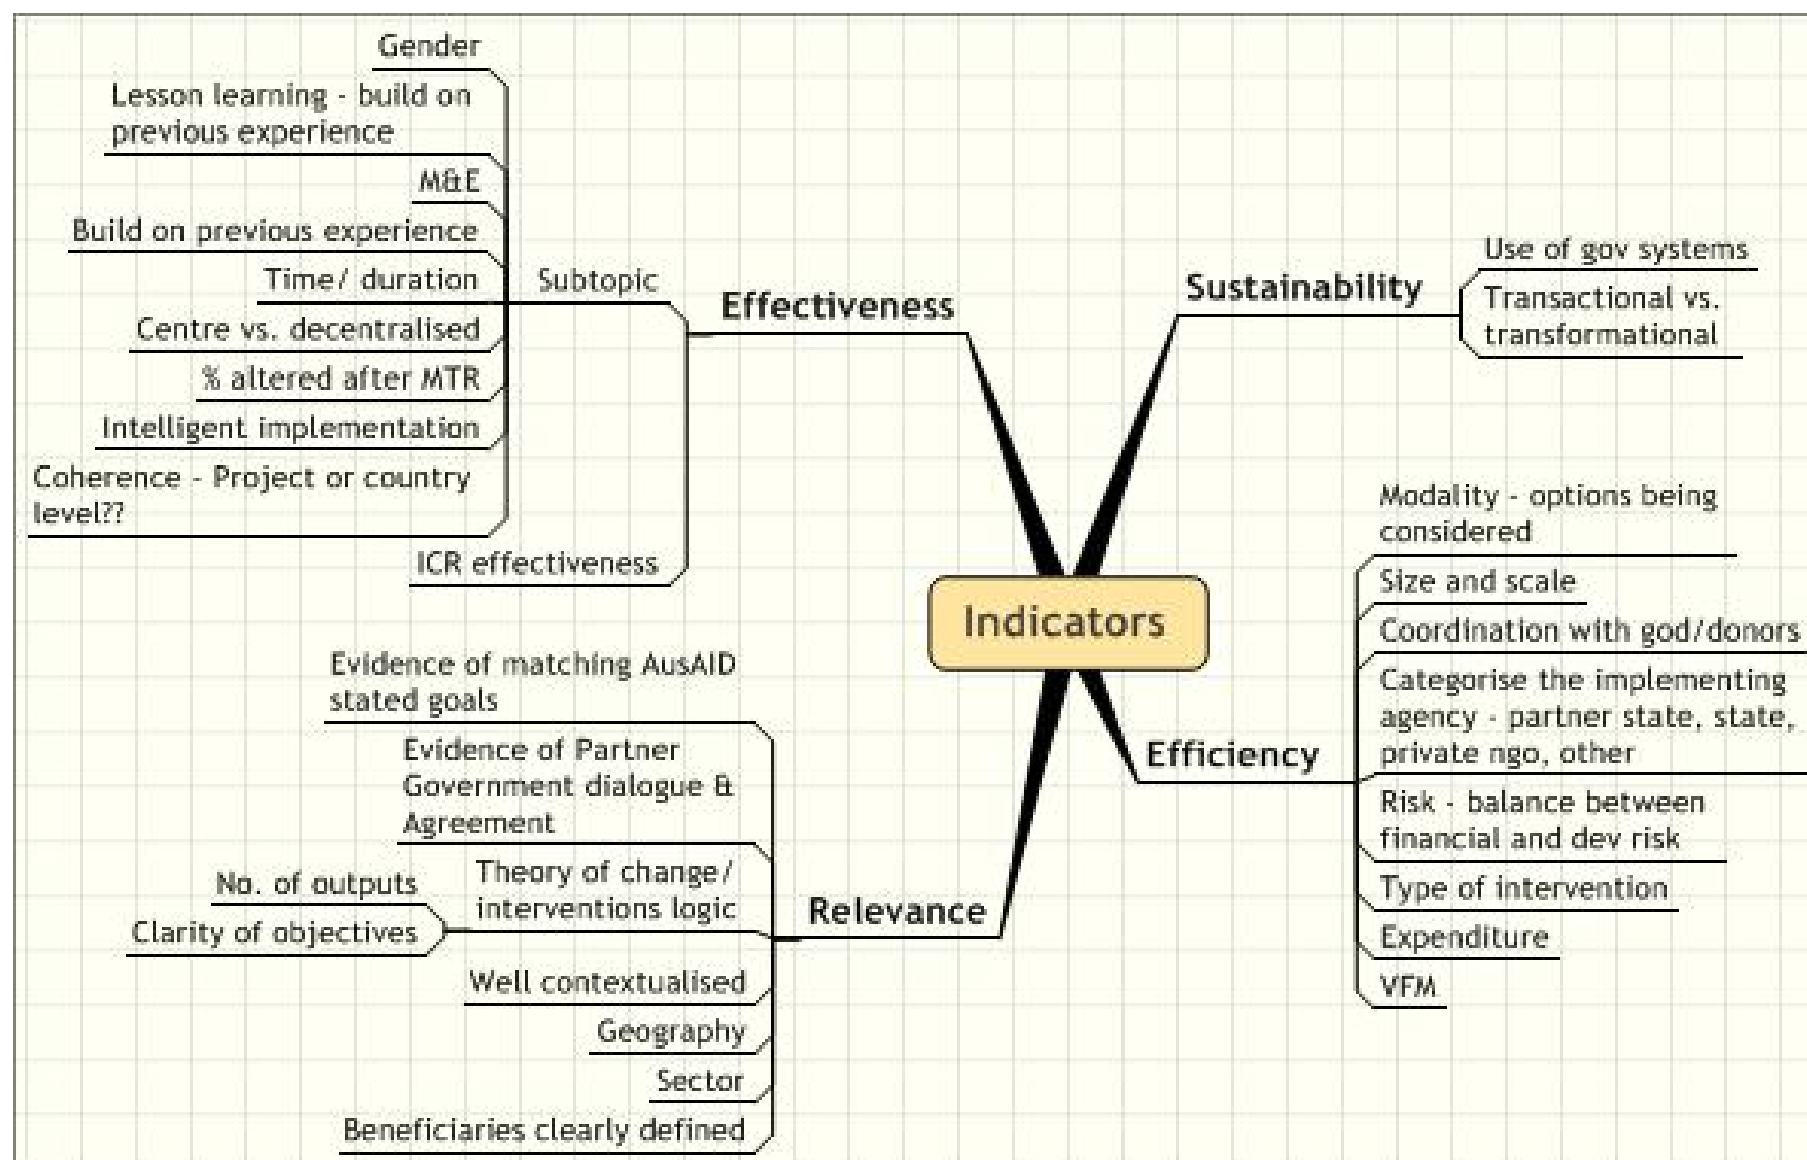 Gender
Lesson learning - build on
previous experience
M&E
Build on previous experience
Time/ duration
Centre vs. decentralised
% altered after MTR
Intelligent implementation
Coherence - Project or country
level??
Subtopic
ICR effectiveness
Effectiveness
Sustainability
Use of gov systems
Transactional vs.
transformational
Indicators
Modality - options being
considered
Size and scale
Coordination with god/donors
Categorise the implementing
agency - partner state, state,
private ngo, other
Risk - balance between
financial and dev risk
Type of intervention
Expenditure
VFM
Efficiency
Evidence of matching AusAID
stated goals
Evidence of Partner
Government dialogue &
Agreement
Theory of change/
interventions logic
No. of outputs
Clarity of objectives
Relevance
Well contextualised
Geography
Sector
Beneficiaries clearly defined